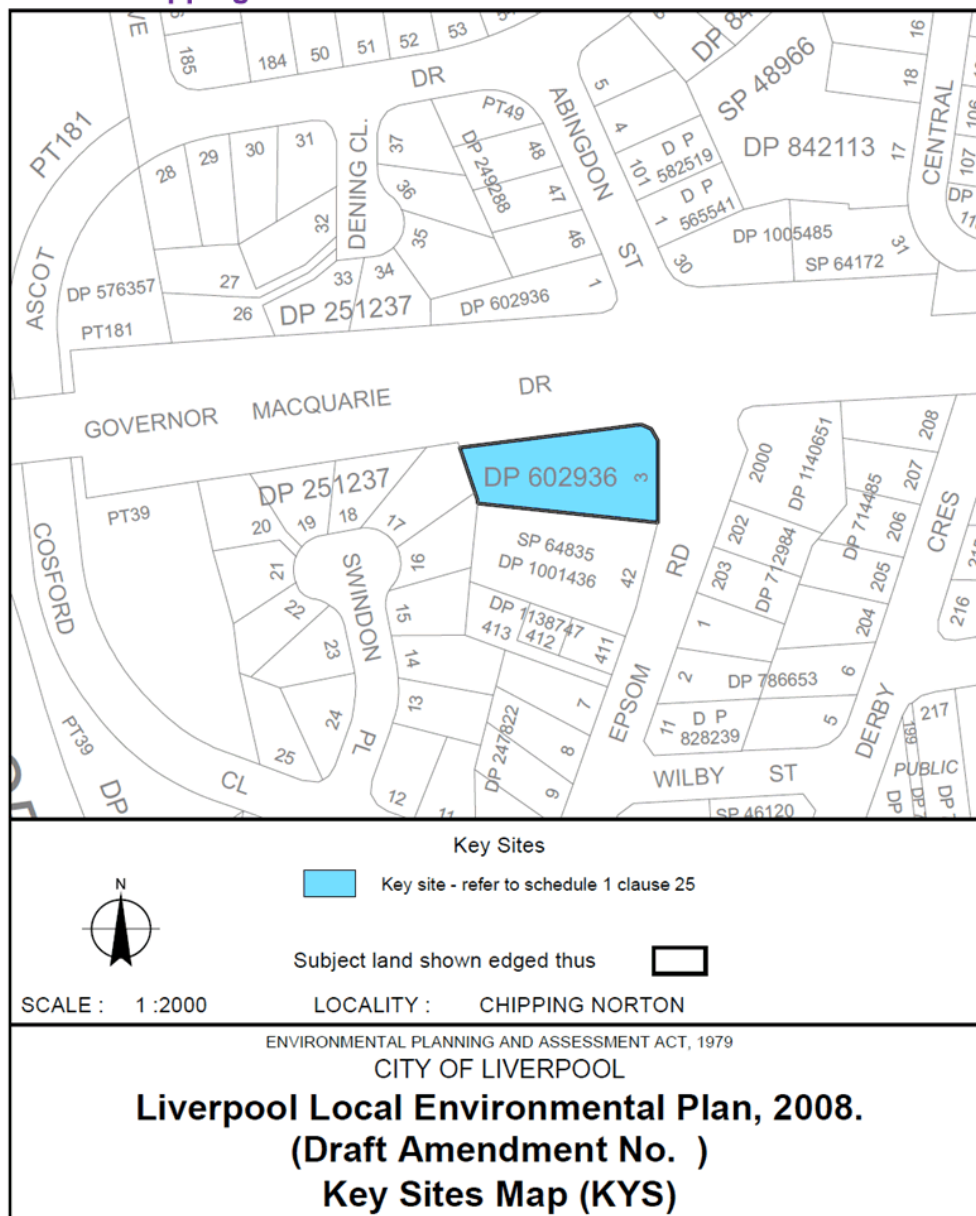 185
184
50
51
52
53
DR
PT181
28
29
30
31
DENING CL.
37
36
35
32
33
34
27
26
ASCOT
DP 576357
PT181
DP 251237
DP 602936
1
PT49
DP 249288
48
47
46
ABINGDON
ST
5
4
101
1
30
D P
582519
D P
565541
SP 48966
DP 842113
16
18
17
CENTRAL
106
107
DP
DP 1005485
SP 64172
31
GOVERNOR MACQUARIE DR
DP 602936
3
PT39
DP 251237
20
19
18
17
16
15
14
13
12
21
22
23
24
25
SWINDON
PL
COSFORD
CL
PT39
DP
SP 64835
DP 1001436
42
DP 1138747
413
412
411
DP 247822
7
8
9
EPSOM
RD
2000
DP 1140651
208
207
206
205
204
DP 714485
202
203
DP 712984
1
2
DP 786653
6
5
11
D P
828239
CRES
DERBY
216
217
199
PUBLIC
DP
DP
WILBY ST
SP 46120
Key Sites
Key site - refer to schedule 1 clause 25
N
Subject land shown edged thus
SCALE : 1 :2000 LOCALITY : CHIPPING NORTON
ENVIRONMENTAL PLANNING AND ASSESSMENT ACT, 1979
CITY OF LIVERPOOL
Liverpool Local Environmental Plan, 2008.
(Draft Amendment No. )
Key Sites Map (KYS)